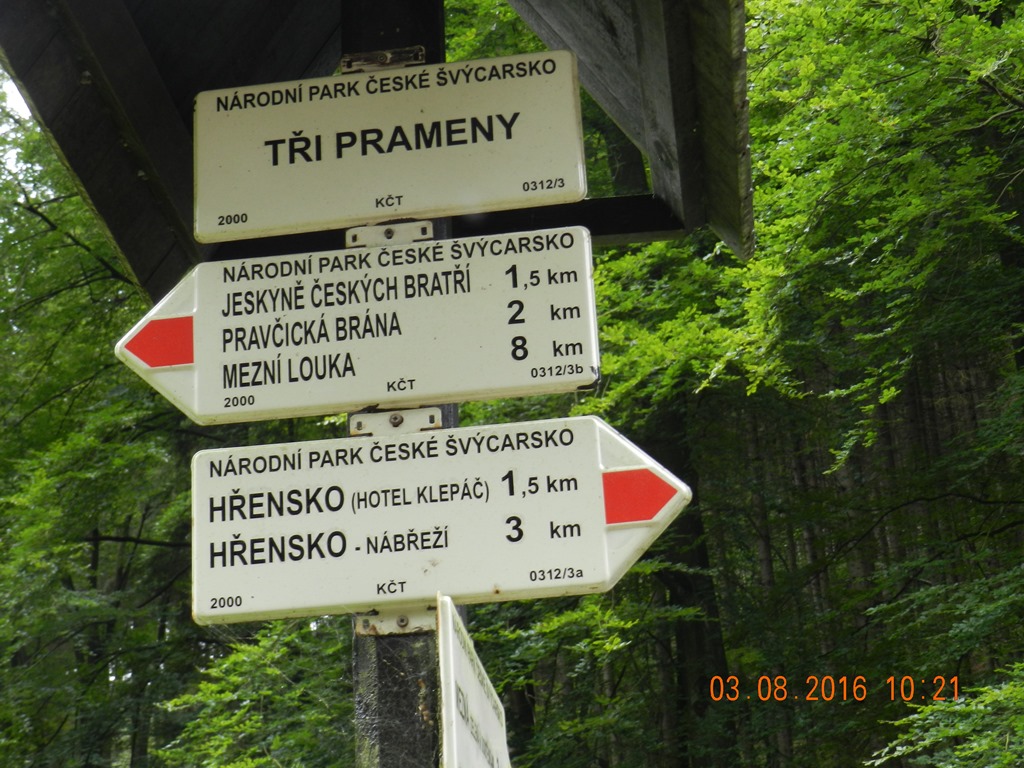 NÁRODNÍ PARK ČESKÉ ŠVÝCARSKO
TŘI PRAMENY
2000 KČT 0312/3
NÁRODNÍ PARK ČESKÉ ŠVÝCARSKO
JESKYNĚ ČESKÝCH BRATŘÍ 1,5 km
PRAVČICKÁ BRÁNA 2 km
MEZNÍ LOUKA 8 km
2000 KČT 0312/3b
NÁRODNÍ PARK ČESKÉ ŠVÝCARSKO
HŘENSKO (HOTEL KLEPÁČ) 1,5 km
HŘENSKO - NÁBŘEŽÍ 3 km
2000 KČT 0312/3a
03.08.2016 10:21